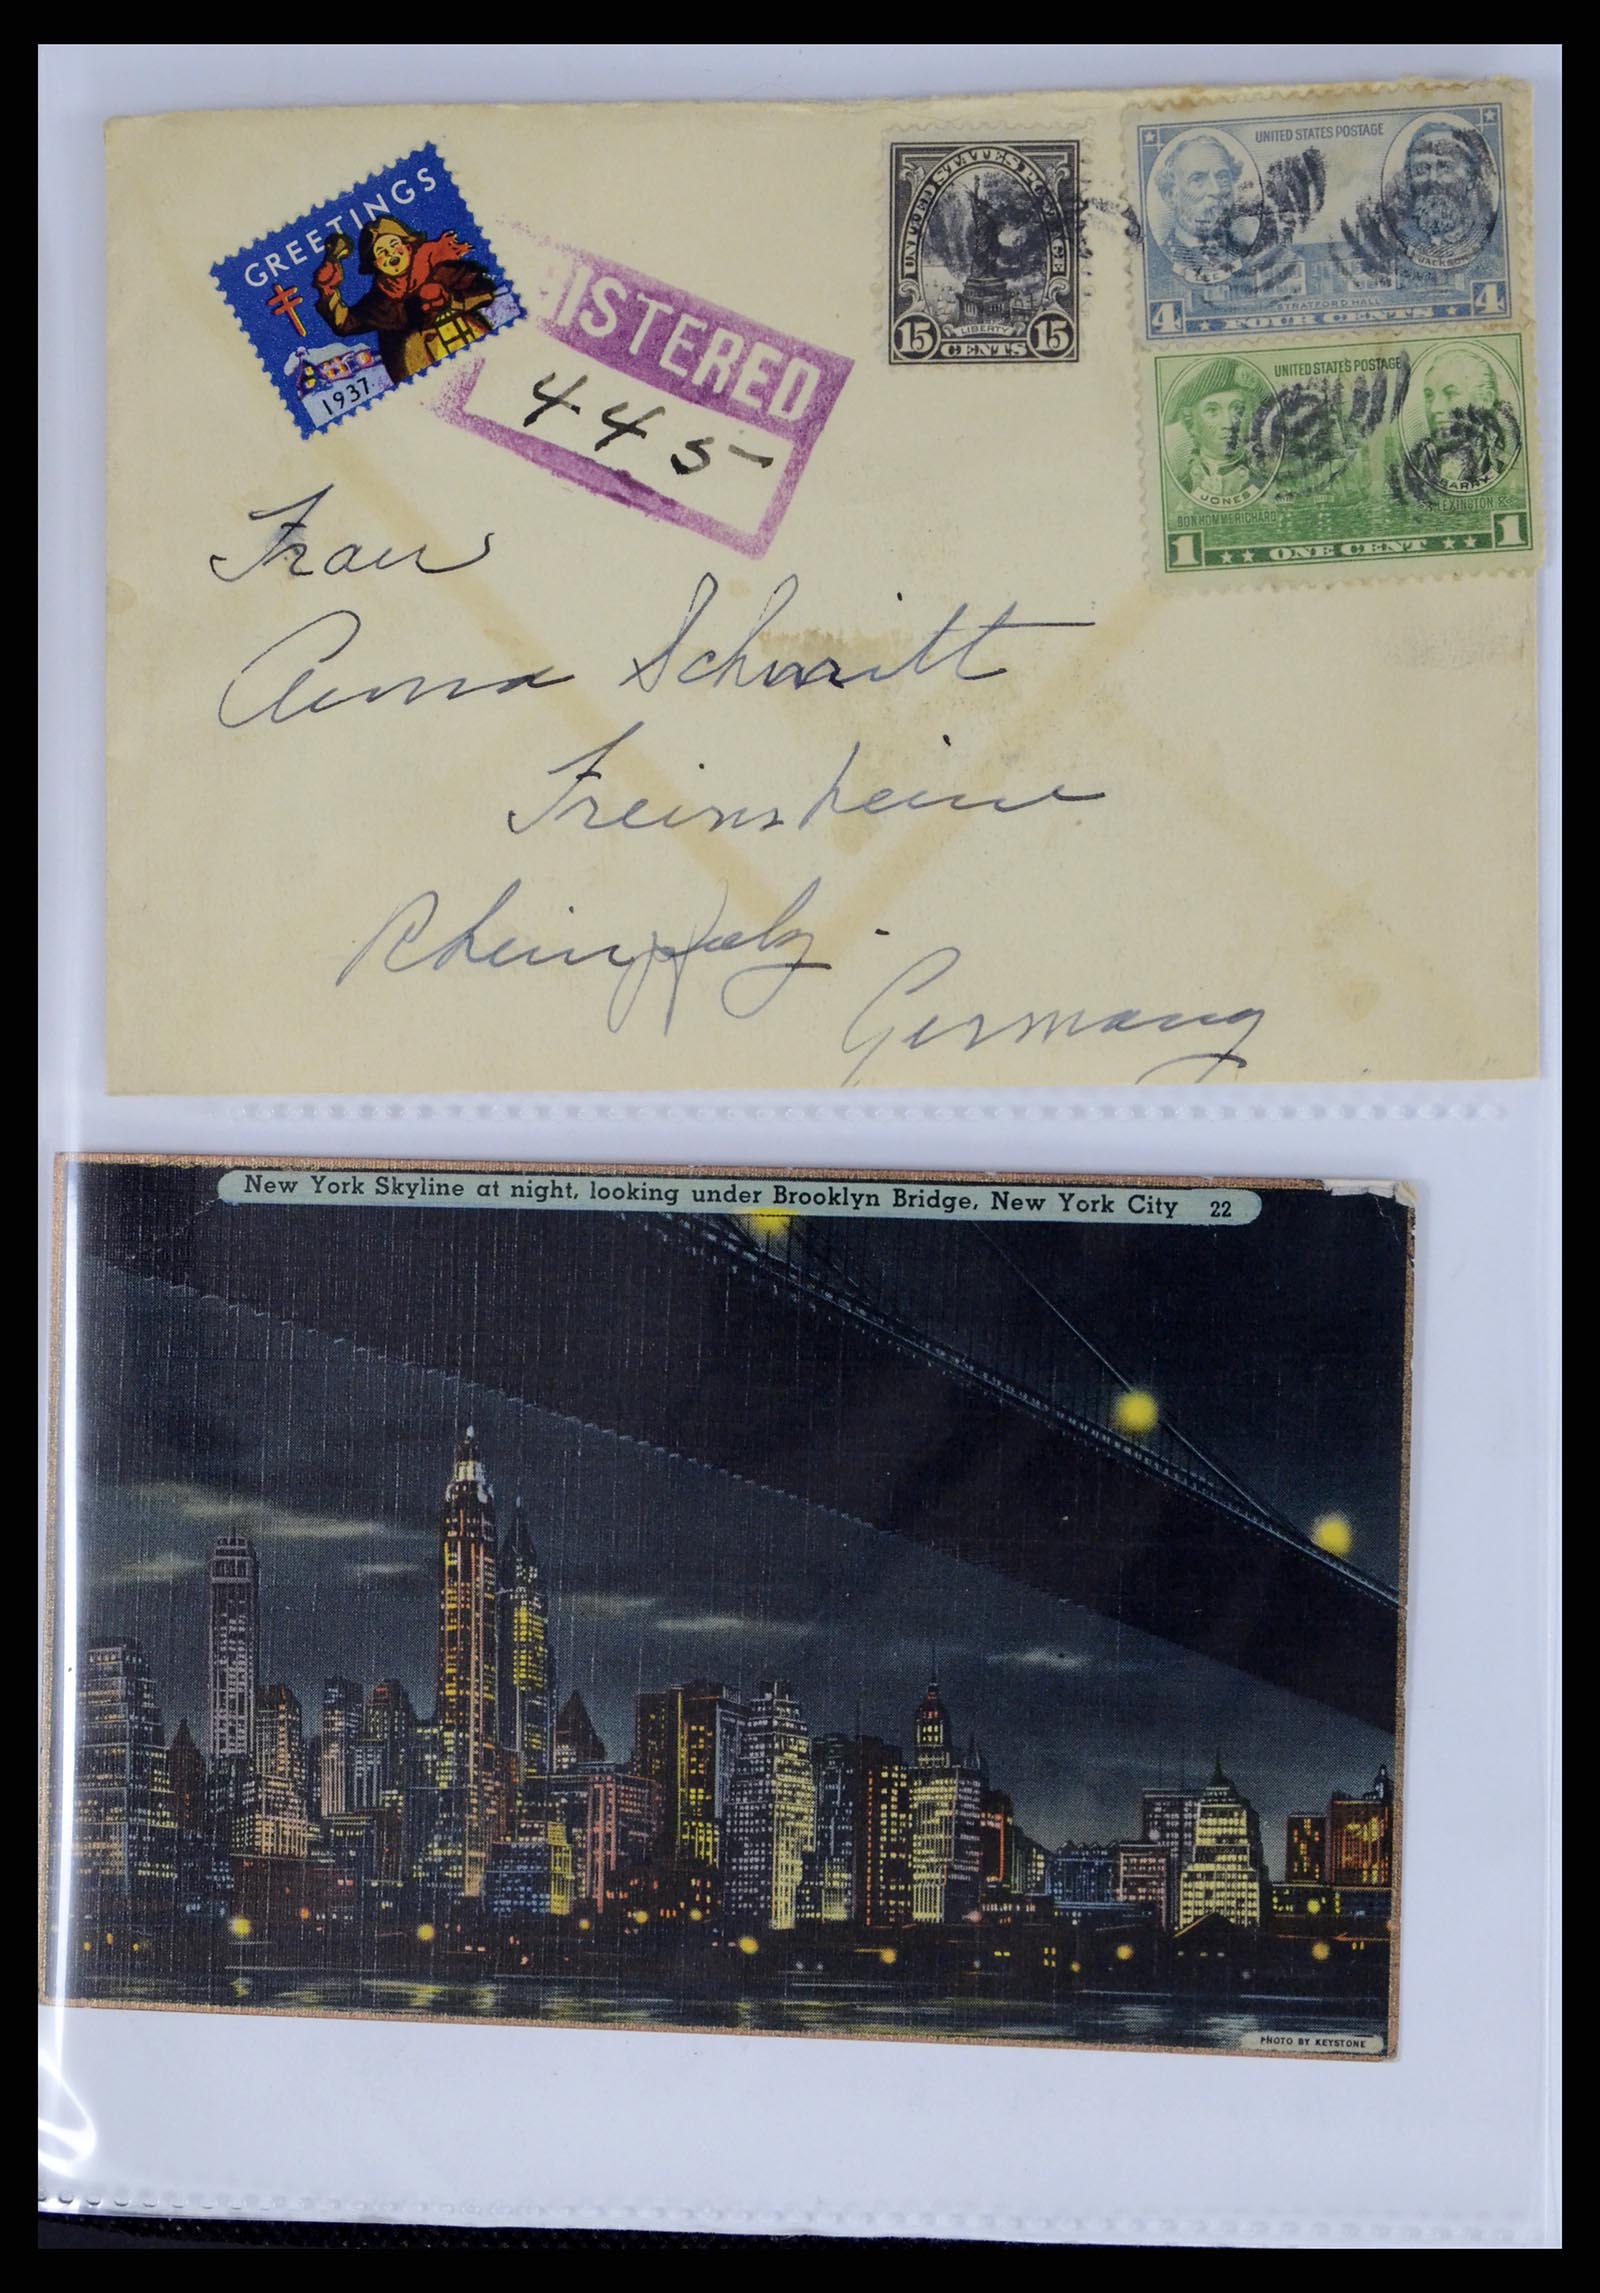 GREETINGS
1937
GISTERED
445
UNITED STATES POSTAGE
LIBERTY
15 CENTS 15
UNITED STATES POSTAGE
LEE
JACKSON
STRATFORD HALL
4 FOUR CENTS 4
UNITED STATES POSTAGE
JONES
BARRY
BON HOMME RICHARD
LEXINGTON
1 ONE CENT 1
Frau
Anna Schmitt
Freinsheim
Rheinpfalz.
Germany
New York Skyline at night, looking under Brooklyn Bridge, New York City 22
PHOTO BY KEYSTONE